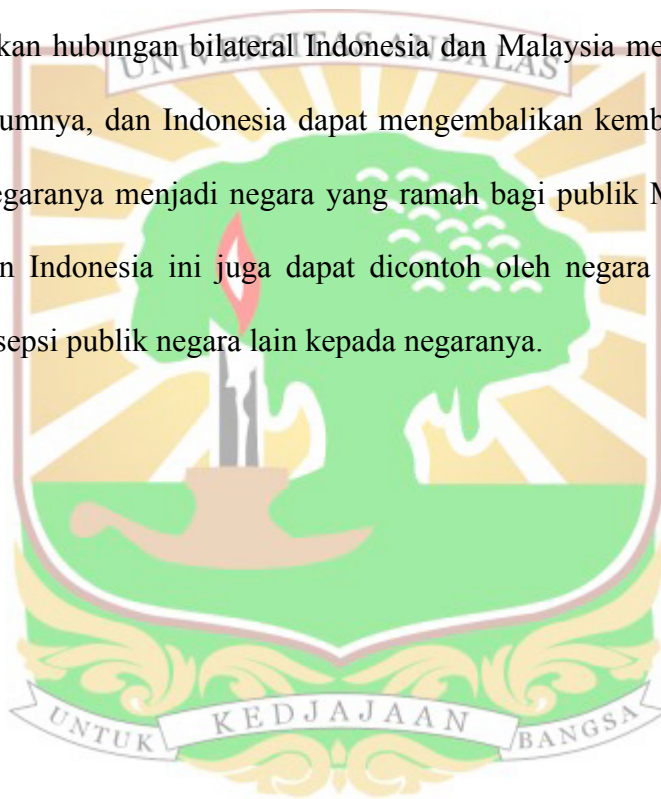 kan hubungan bilateral Indonesia dan Malaysia me
UNIVERSITAS ANDALAS
umnya, dan Indonesia dapat mengembalikan kemb
egaranya menjadi negara yang ramah bagi publik M
n Indonesia ini juga dapat dicontoh oleh negara
sepsi publik negara lain kepada negaranya.
UNTUK KEDJAJAAN BANGSA